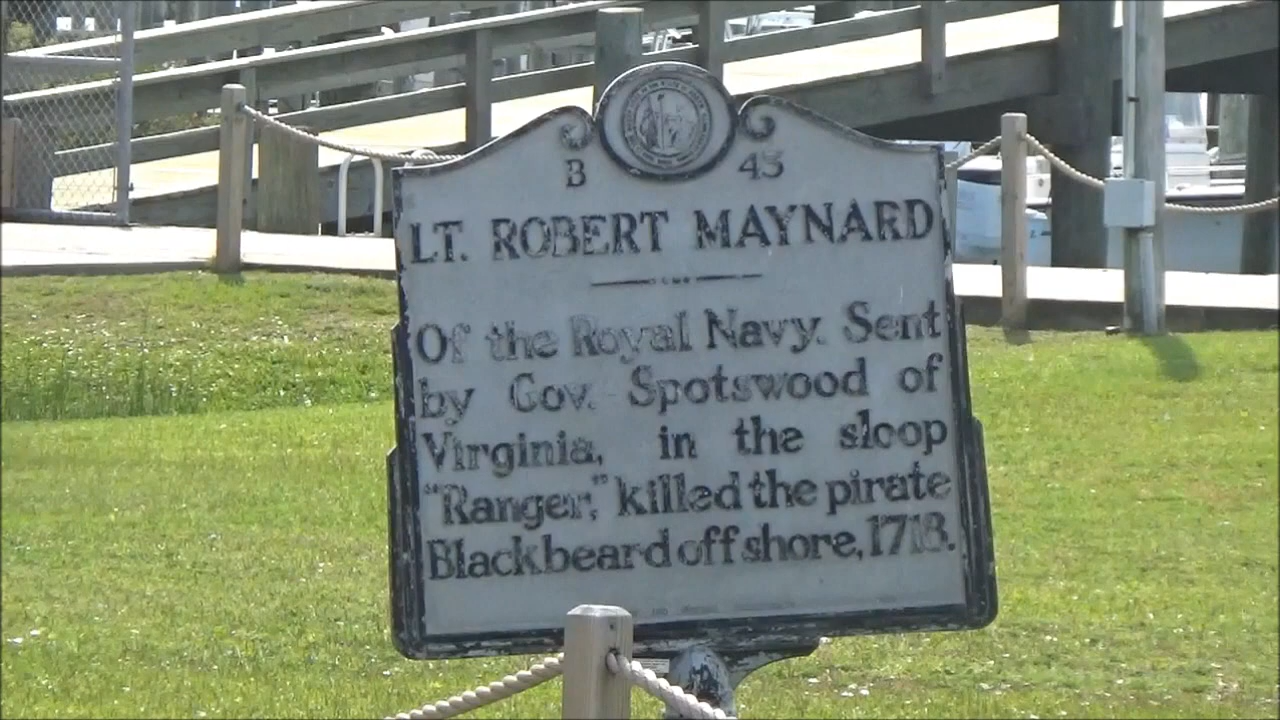 B 45
LT. ROBERT MAYNARD
Of the Royal Navy. Sent
by Gov. Spotswood of
Virginia, in the sloop
"Ranger," killed the pirate
Blackbeard off shore, 1718.